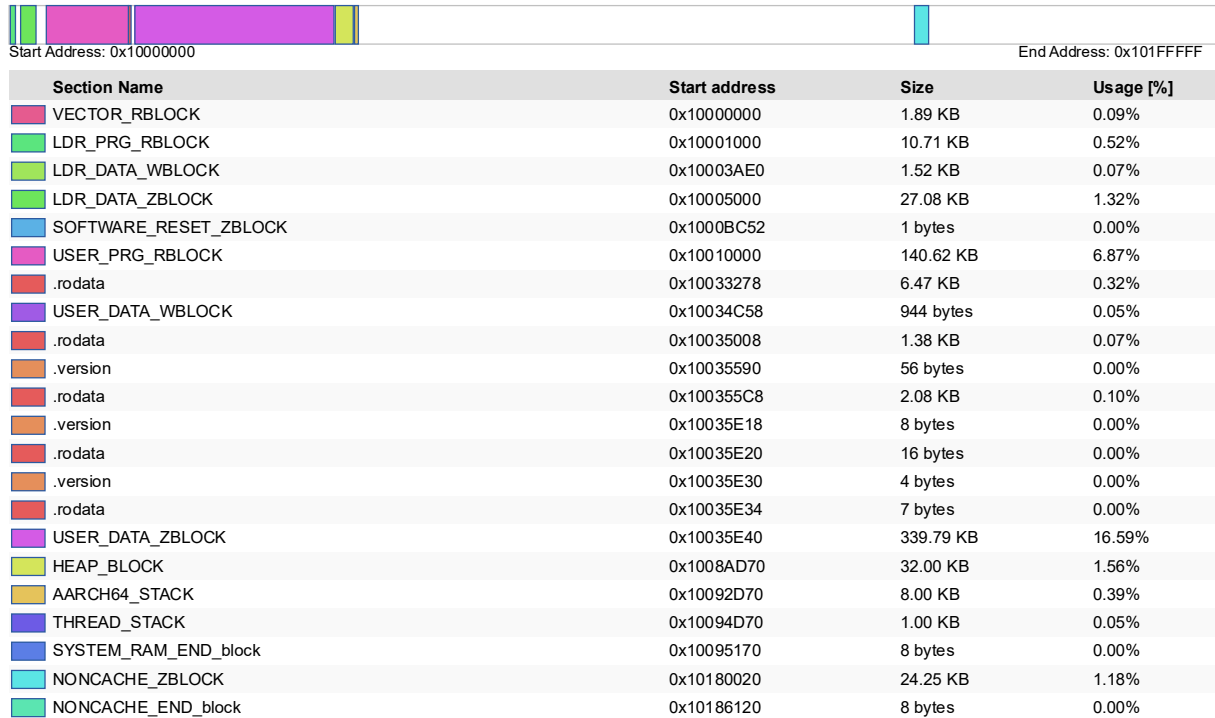 Start Address: 0x10000000 End Address: 0x101FFFFF
Section Name Start address Size Usage [%]
VECTOR_RBLOCK 0x10000000 1.89 KB 0.09%
LDR_PRG_RBLOCK 0x10001000 10.71 KB 0.52%
LDR_DATA_WBLOCK 0x10003AE0 1.52 KB 0.07%
LDR_DATA_ZBLOCK 0x10005000 27.08 KB 1.32%
SOFTWARE_RESET_ZBLOCK 0x1000BC52 1 bytes 0.00%
USER_PRG_RBLOCK 0x10010000 140.62 KB 6.87%
.rodata 0x10033278 6.47 KB 0.32%
USER_DATA_WBLOCK 0x10034C58 944 bytes 0.05%
.rodata 0x10035008 1.38 KB 0.07%
.version 0x10035590 56 bytes 0.00%
.rodata 0x100355C8 2.08 KB 0.10%
.version 0x10035E18 8 bytes 0.00%
.rodata 0x10035E20 16 bytes 0.00%
.version 0x10035E30 4 bytes 0.00%
.rodata 0x10035E34 7 bytes 0.00%
USER_DATA_ZBLOCK 0x10035E40 339.79 KB 16.59%
HEAP_BLOCK 0x1008AD70 32.00 KB 1.56%
AARCH64_STACK 0x10092D70 8.00 KB 0.39%
THREAD_STACK 0x10094D70 1.00 KB 0.05%
SYSTEM_RAM_END_block 0x10095170 8 bytes 0.00%
NONCACHE_ZBLOCK 0x10180020 24.25 KB 1.18%
NONCACHE_END_block 0x10186120 8 bytes 0.00%